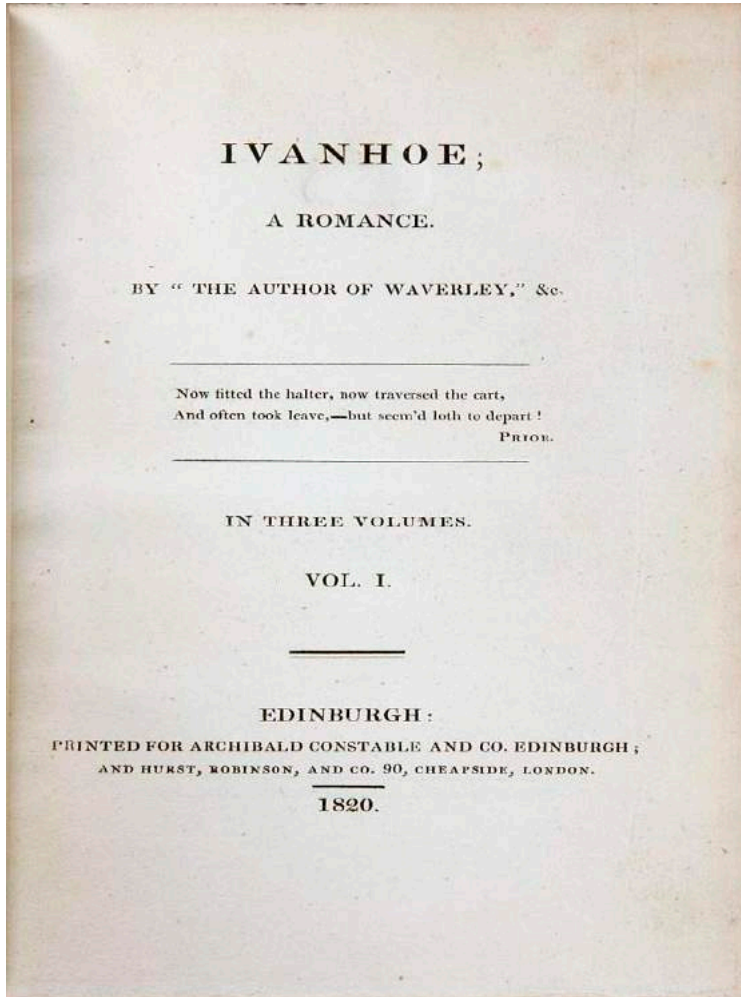 IVANHOE;
A ROMANCE.
BY “ THE AUTHOR OF WAVERLEY,” &c.
Now fitted the halter, now traversed the cart,
And often took leave,—but seem’d loth to depart !
PRIOR.
IN THREE VOLUMES.
VOL. I.
EDINBURGH :
PRINTED FOR ARCHIBALD CONSTABLE AND CO. EDINBURGH ;
AND HURST, ROBINSON, AND CO. 90, CHEAPSIDE, LONDON.
1820.